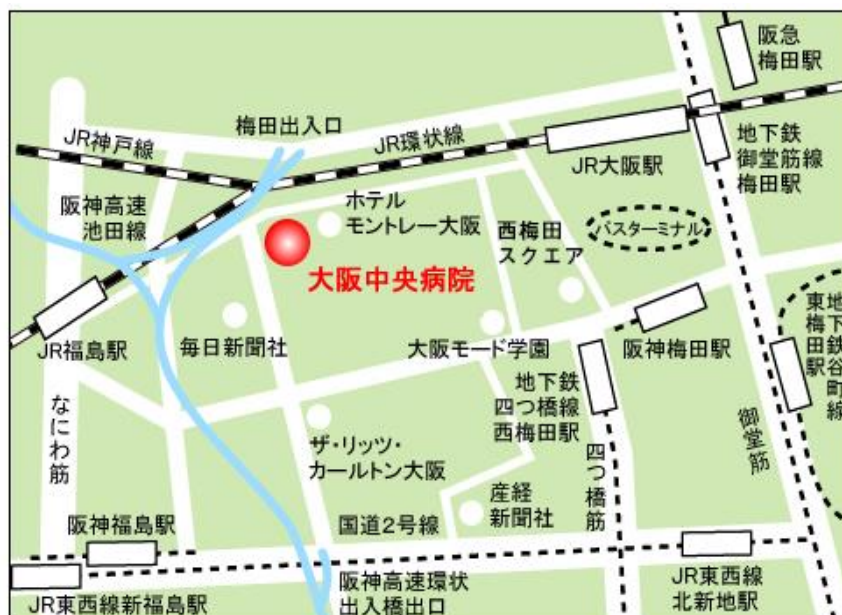 阪急
梅田駅
梅田出入口
JR神戸線
JR環状線
JR大阪駅
地下鉄
御堂筋線
梅田駅
阪神高速
池田線
ホテル
モントレー大阪
西梅田
スクエア
バスターミナル
大阪中央病院
JR福島駅
毎日新聞社
大阪モード学園
阪神梅田駅
地下鉄谷町線
東梅田駅
なにわ筋
地下鉄
四つ橋線
西梅田駅
御堂筋
ザ・リッツ・
カールトン大阪
四つ橋筋
産経
新聞社
阪神福島駅
国道2号線
JR東西線新福島駅
阪神高速環状
出入橋出口
JR東西線
北新地駅